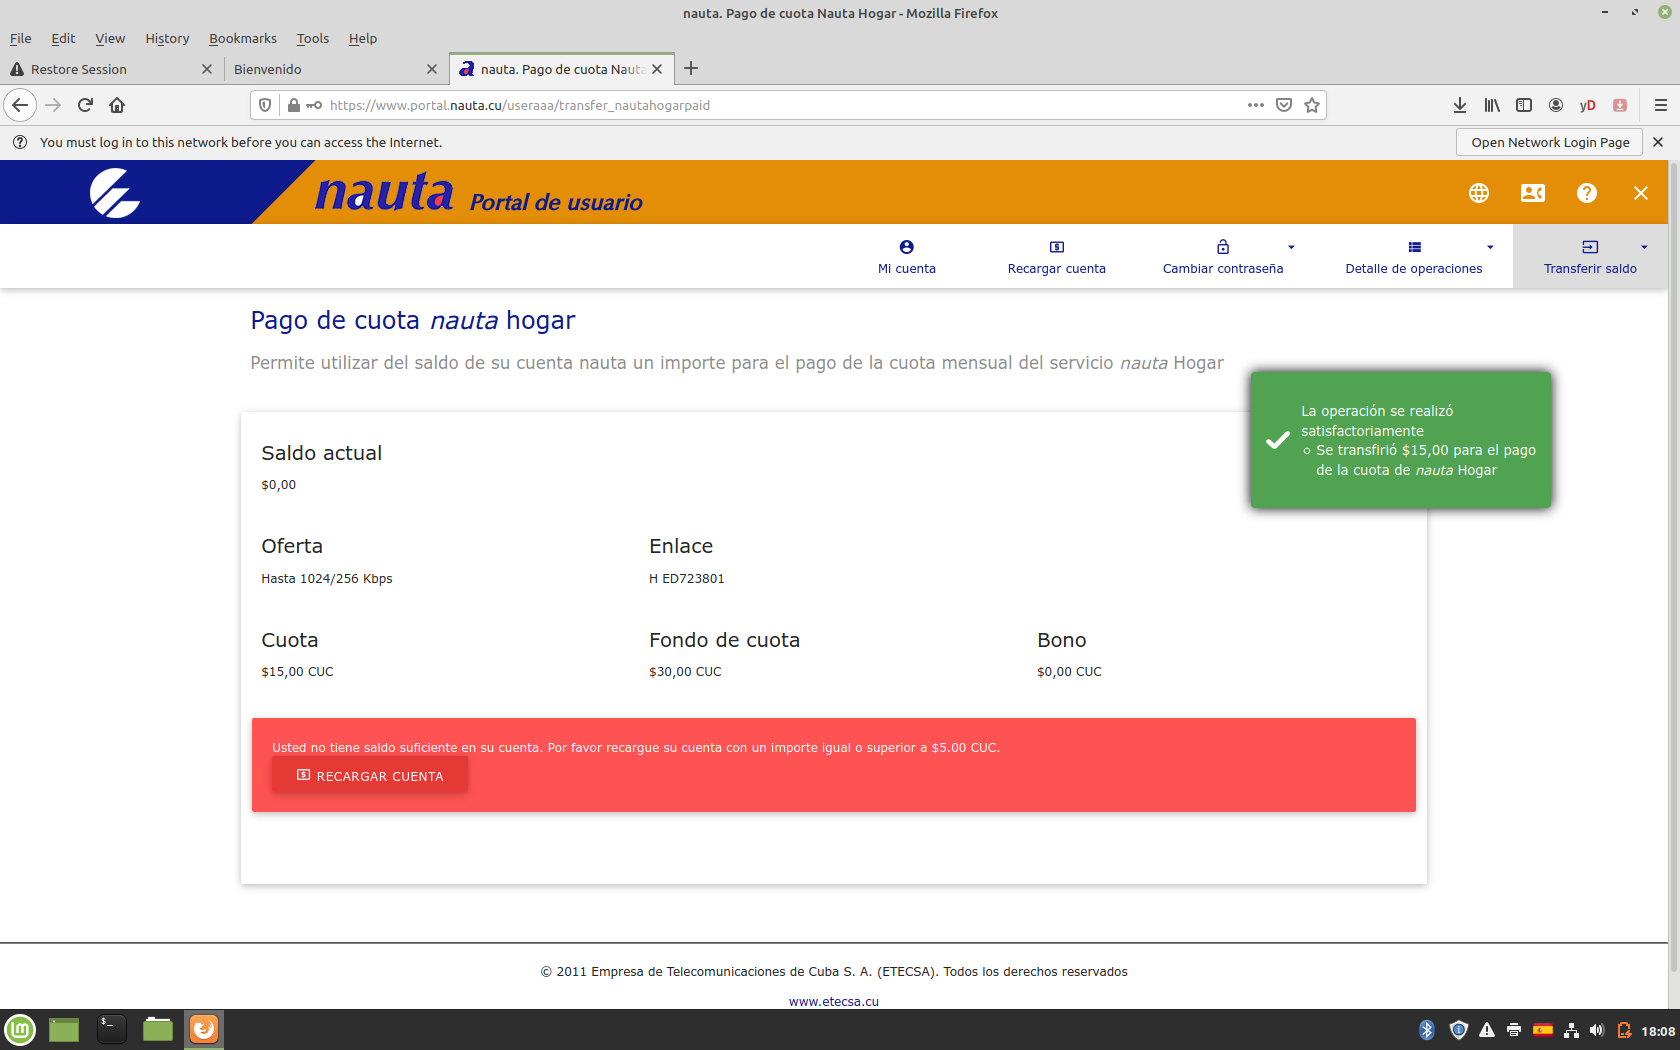 nauta. Pago de cuota Nauta Hogar - Mozilla Firefox
File Edit View History Bookmarks Tools Help
Restore Session
Bienvenido
nauta. Pago de cuota Nauta
https://www.portal.nauta.cu/useraaa/transfer_nautahogarpaid
yD
You must log in to this network before you can access the Internet.
Open Network Login Page
nauta Portal de usuario
Mi cuenta
Recargar cuenta
Cambiar contraseña
Detalle de operaciones
Transferir saldo
Pago de cuota nauta hogar
Permite utilizar del saldo de su cuenta nauta un importe para el pago de la cuota mensual del servicio nauta Hogar
La operación se realizó
satisfactoriamente
Se transfirió $15,00 para el pago
de la cuota de nauta Hogar
Saldo actual
$0,00
Oferta
Hasta 1024/256 Kbps
Enlace
H ED723801
Cuota
$15,00 CUC
Fondo de cuota
$30,00 CUC
Bono
$0,00 CUC
Usted no tiene saldo suficiente en su cuenta. Por favor recargue su cuenta con un importe igual o superior a $5.00 CUC.
RECARGAR CUENTA
© 2011 Empresa de Telecomunicaciones de Cuba S. A. (ETECSA). Todos los derechos reservados
www.etecsa.cu
18:08